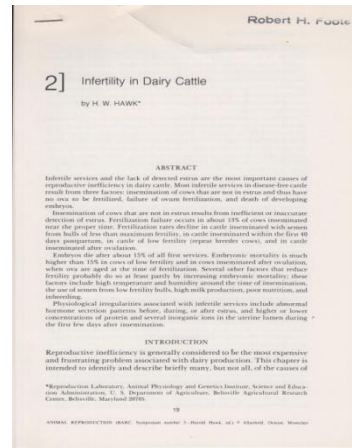 Robert H. Foote
2] Infertility in Dairy Cattle
by H. W. HAWK*
ABSTRACT
Infertile services and the lack of detected estrus are the most important causes of
reproductive inefficiency in dairy cattle. Most infertile services in disease-free cattle
result from three factors: insemination of cows that are not in estrus and thus have
no ova to be fertilized, failure of ovum fertilization, and death of developing
embryos.
Insemination of cows that are not in estrus results from inefficient or inaccurate
detection of estrus. Fertilization failure occurs in about 15% of cows inseminated
near the proper time. Fertilization rates decline in cattle inseminated with semen
from bulls of less than maximum fertility, in cattle inseminated within the first 40
days postpartum, in cattle of low fertility (repeat breeder cows), and in cattle
inseminated after ovulation.
Embryos die after about 15% of all first services. Embryonic mortality is much
higher than 15% in cows of low fertility and in cows inseminated after ovulation,
when ova are aged at the time of fertilization. Several other factors that reduce
fertility probably do so at least partly by increasing embryonic mortality; these
factors include high temperature and humidity around the time of insemination,
the use of semen from low fertility bulls, high milk production, poor nutrition, and
inbreeding.
Physiological irregularities associated with infertile service include abnormal
hormone secretion patterns before, during, or after estrus, and higher or lower
concentrations of protein and several inorganic ions in the uterine lumen during
the first few days after insemination.
INTRODUCTION
Reproductive inefficiency is generally considered to be the most expensive
and frustrating problem associated with dairy production. This chapter is
intended to identify and describe briefly many, but not all, of the causes of
*Reproduction Laboratory, Animal Physiology and Genetics Institute, Science and Educa-
tion Administration, U. S. Department of Agriculture, Beltsville Agricultural Research
Center, Beltsville, Maryland 20705.
19
ANIMAL REPRODUCTION (BARC Symposium number 3—Harold Hawk, ed.) Allanheld, Osmun, Montclair